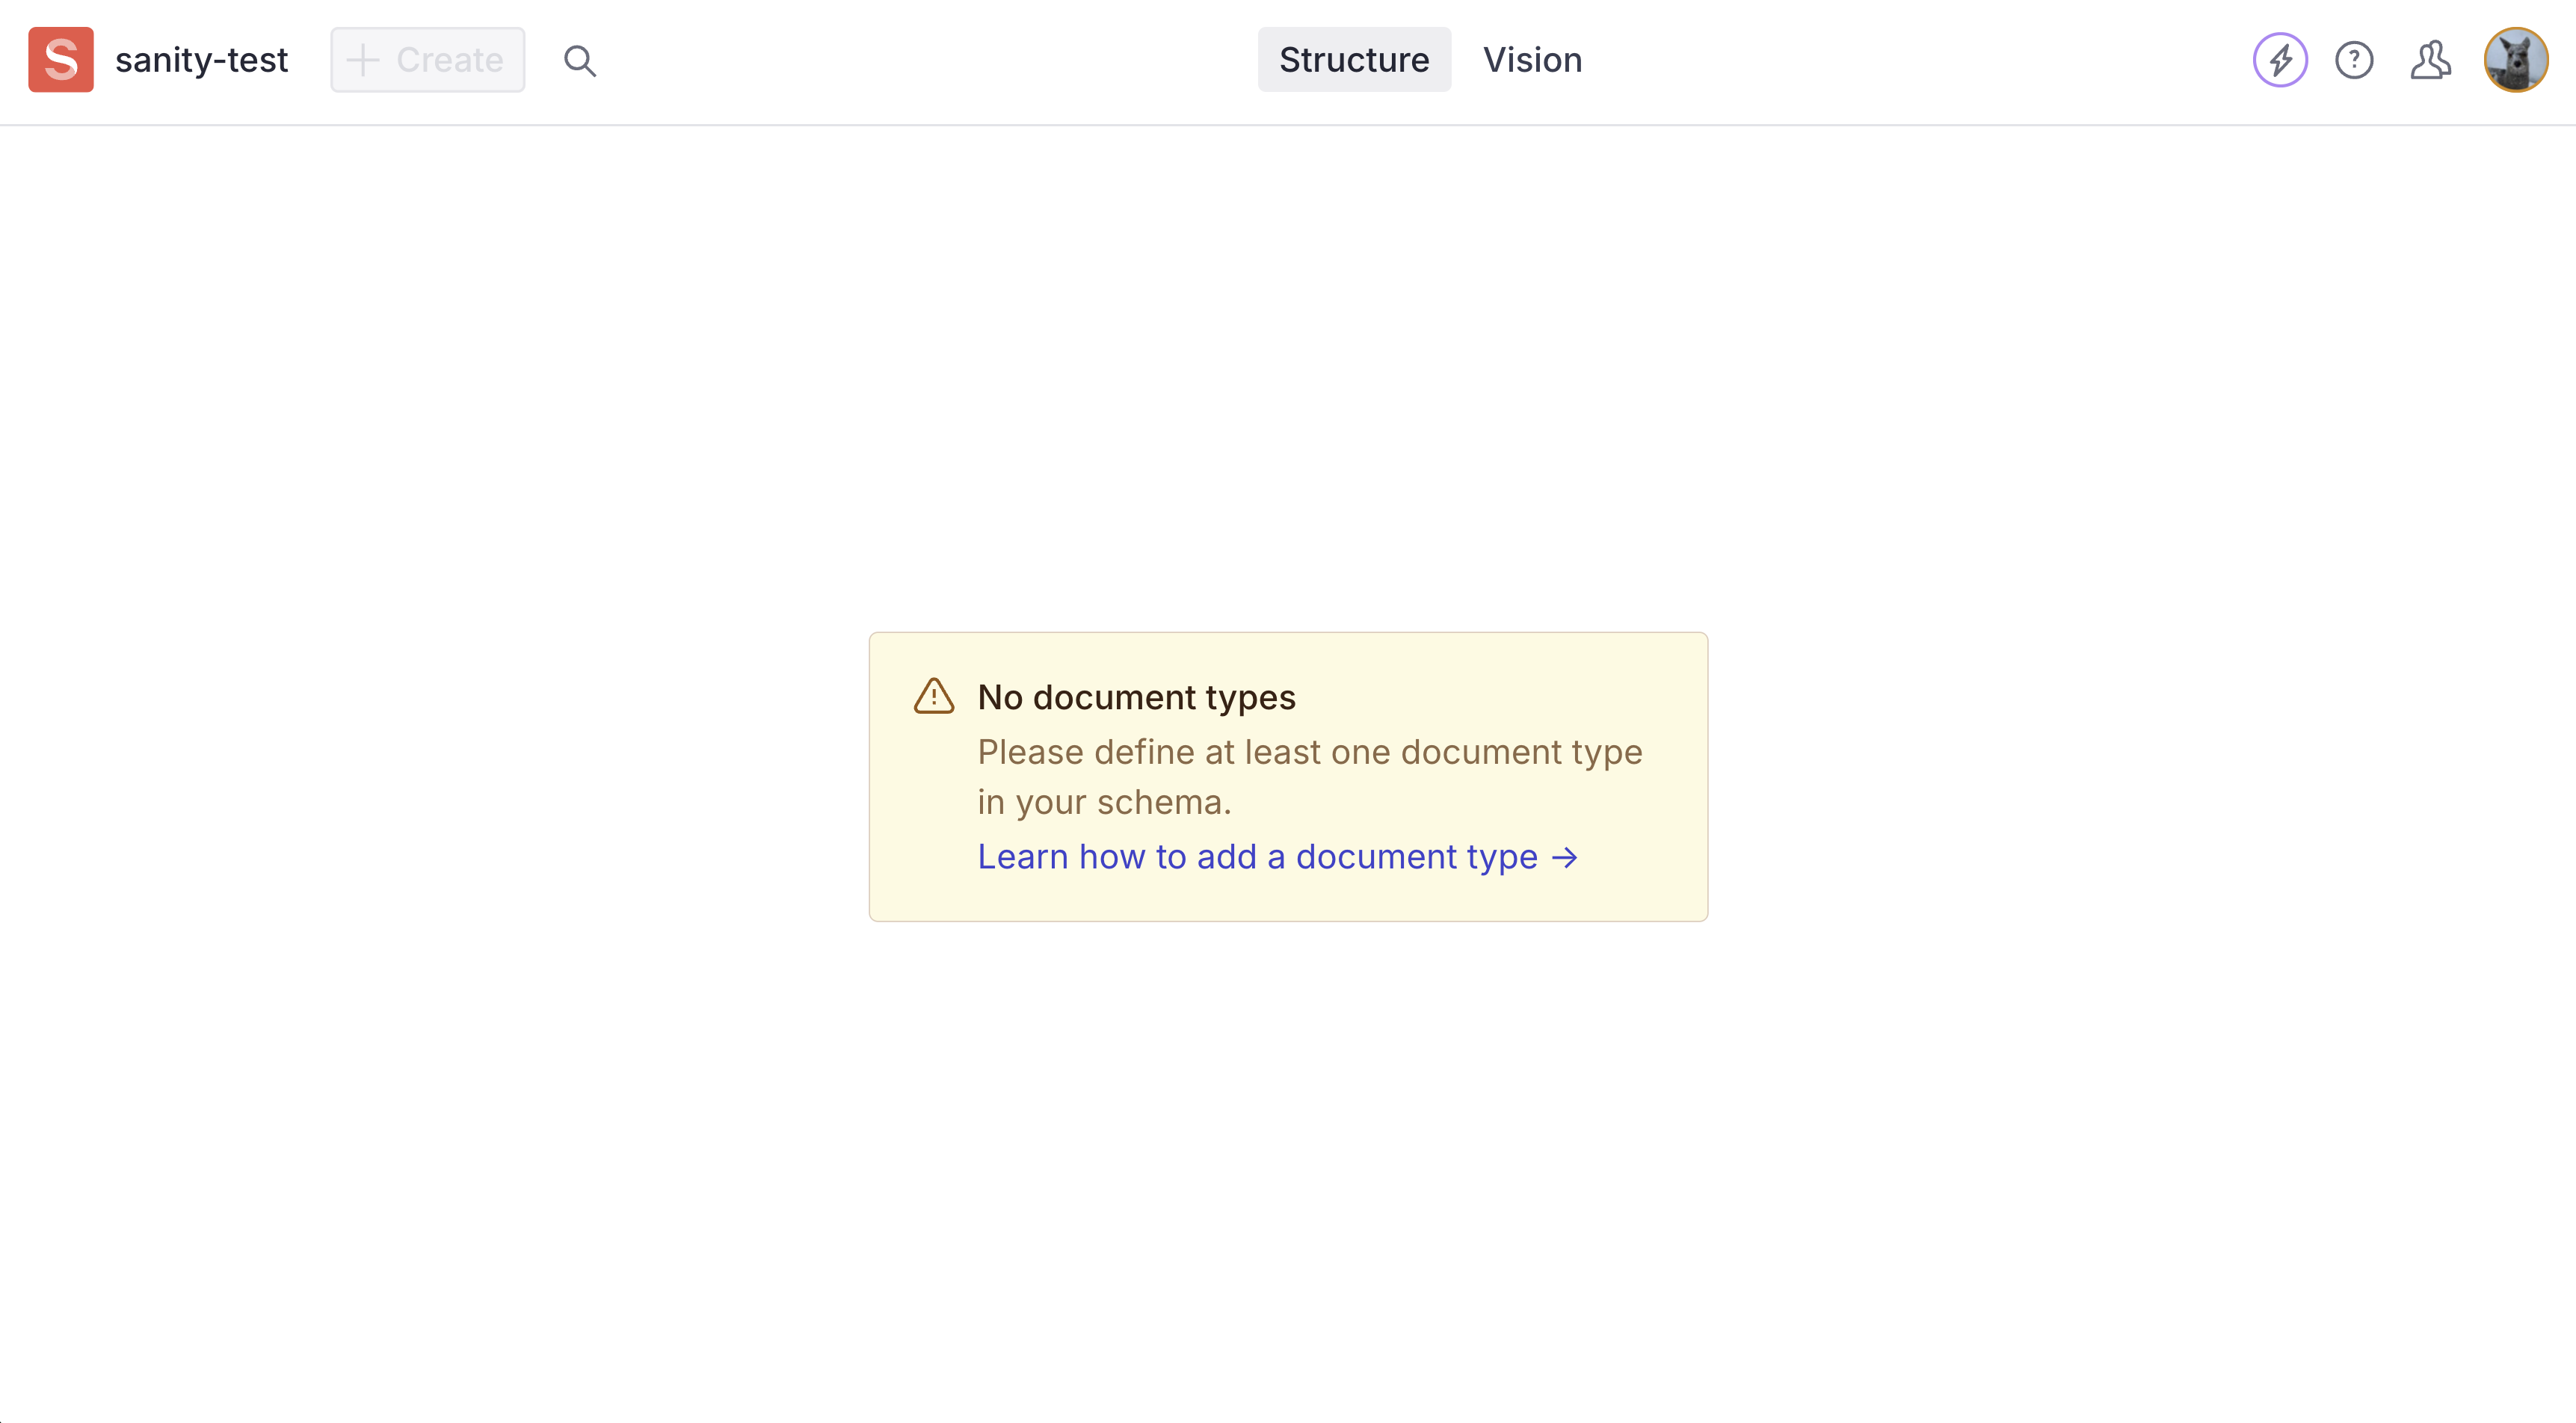 S
sanity-test
Create
Structure
Vision
?
No document types
Please define at least one document type
in your schema.
Learn how to add a document type →